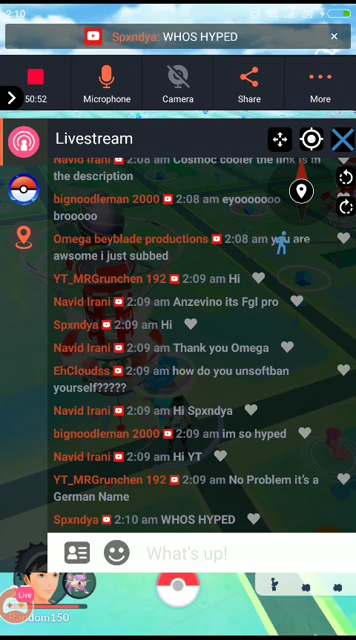 2:10
Spxndya: WHOS HYPED
50:52
Microphone
Camera
Share
More
Livestream
Navid Irani 2:08 am Cosmoc cooler the link is in
the description
bignoodleman 2000 2:08 am eyooooooo
brooooo
Omega beyblade productions 2:08 am you are
awsome i just subbed
YT_MRGrunchen 192 2:09 am Hi
Navid Irani 2:09 am Anzevino its Fgl pro
Spxndya 2:09 am Hi
Navid Irani 2:09 am Thank you Omega
EhCloudss 2:09 am how do you unsoftban
yourself?????
Navid Irani 2:09 am Hi Spxndya
bignoodleman 2000 2:09 am im so hyped
Navid Irani 2:09 am Hi YT
YT_MRGrunchen 192 2:09 am No Problem it's a
German Name
Spxndya 2:10 am WHOS HYPED
What's up!
Live
Random150